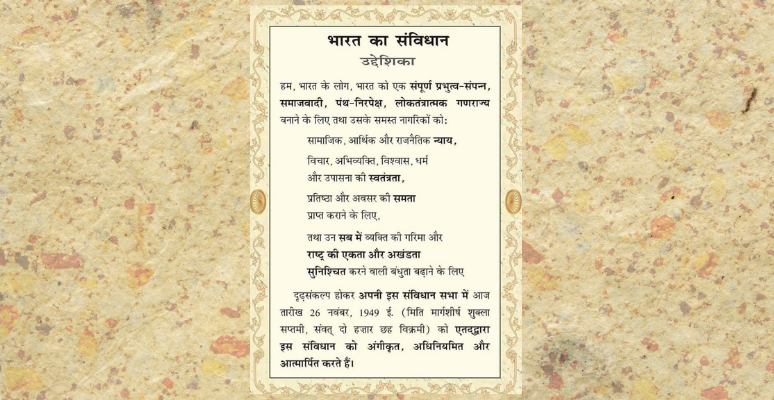 भारत का संविधान
उद्देशिका
हम, भारत के लोग, भारत को एक संपूर्ण प्रभुत्व-संपन्न,
समाजवादी, पंथ-निरपेक्ष, लोकतंत्रात्मक गणराज्य
बनाने के लिए तथा उसके समस्त नागरिकों को:
सामाजिक, आर्थिक और राजनैतिक न्याय,
विचार, अभिव्यक्ति, विश्वास, धर्म
और उपासना की स्वतंत्रता,
प्रतिष्ठा और अवसर की समता
प्राप्त कराने के लिए,
तथा उन सब में व्यक्ति की गरिमा और
राष्ट्र की एकता और अखंडता
सुनिश्चित करने वाली बंधुता बढ़ाने के लिए
दृढ़संकल्प होकर अपनी इस संविधान सभा में आज
तारीख 26 नवंबर, 1949 ई. (मिति मार्गशीर्ष शुक्ला
सप्तमी, संवत् दो हजार छह विक्रमी) को एतद्द्वारा
इस संविधान को अंगीकृत, अधिनियमित और
आत्मार्पित करते हैं।